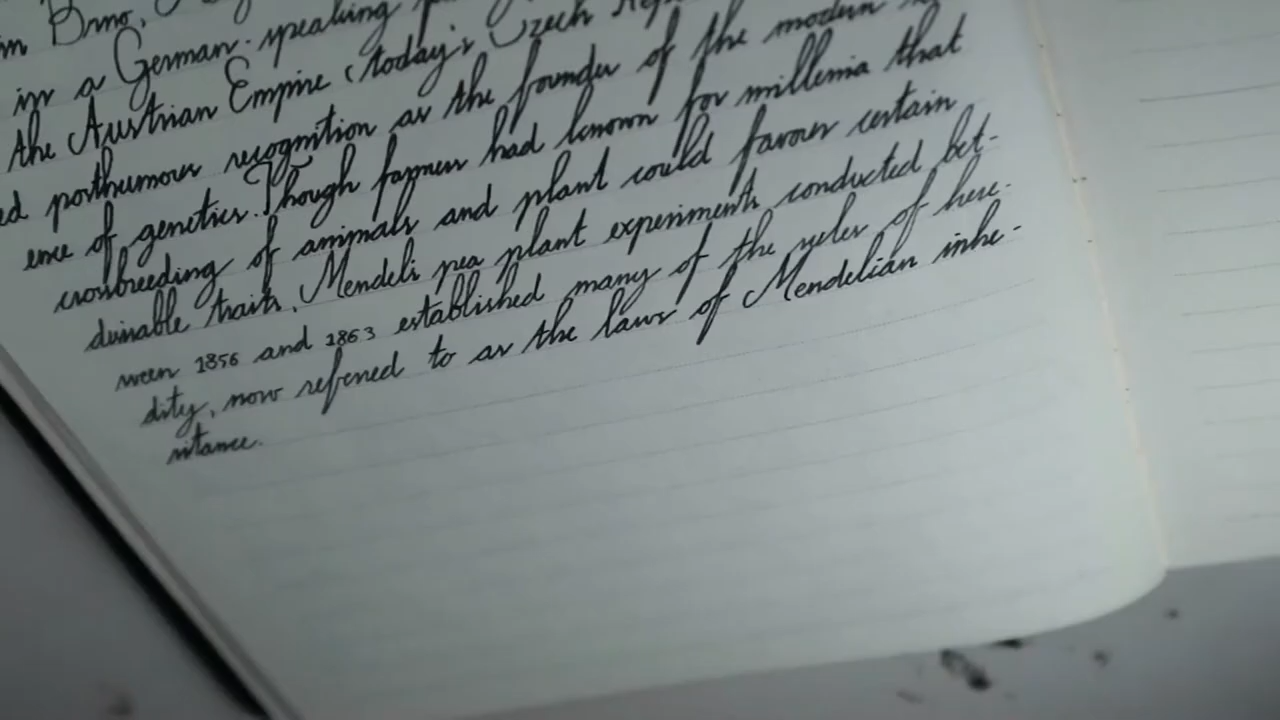 in Brno,
in a German-speaking
the Austrian Empire (today's Czech
ed posthumous recognition as the founder of the modern
ence of genetics. Though farmers had known for millenia that
crossbreeding of animals and plant could favour certain
desirable traits, Mendel's pea plant experiments conducted bet-
ween 1856 and 1863 established many of the rules of here-
dity, now referred to as the laws of Mendelian inhe-
ritance.